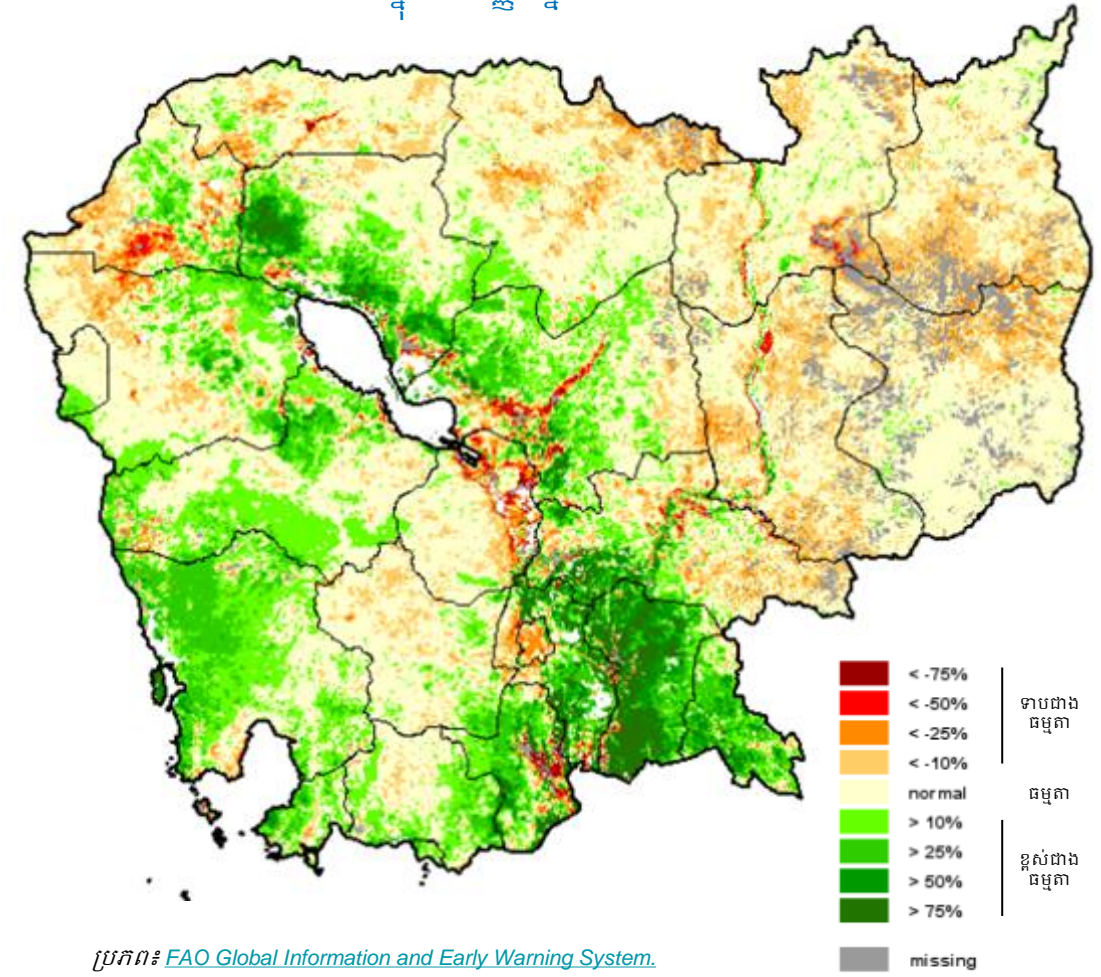 < -75%
< -50%
< -25%
< -10%
ទាបជាង
ធម្មតា
normal
ធម្មតា
> 10%
> 25%
> 50%
> 75%
ខ្ពស់ជាង
ធម្មតា
missing
ប្រភព៖ FAO Global Information and Early Warning System.